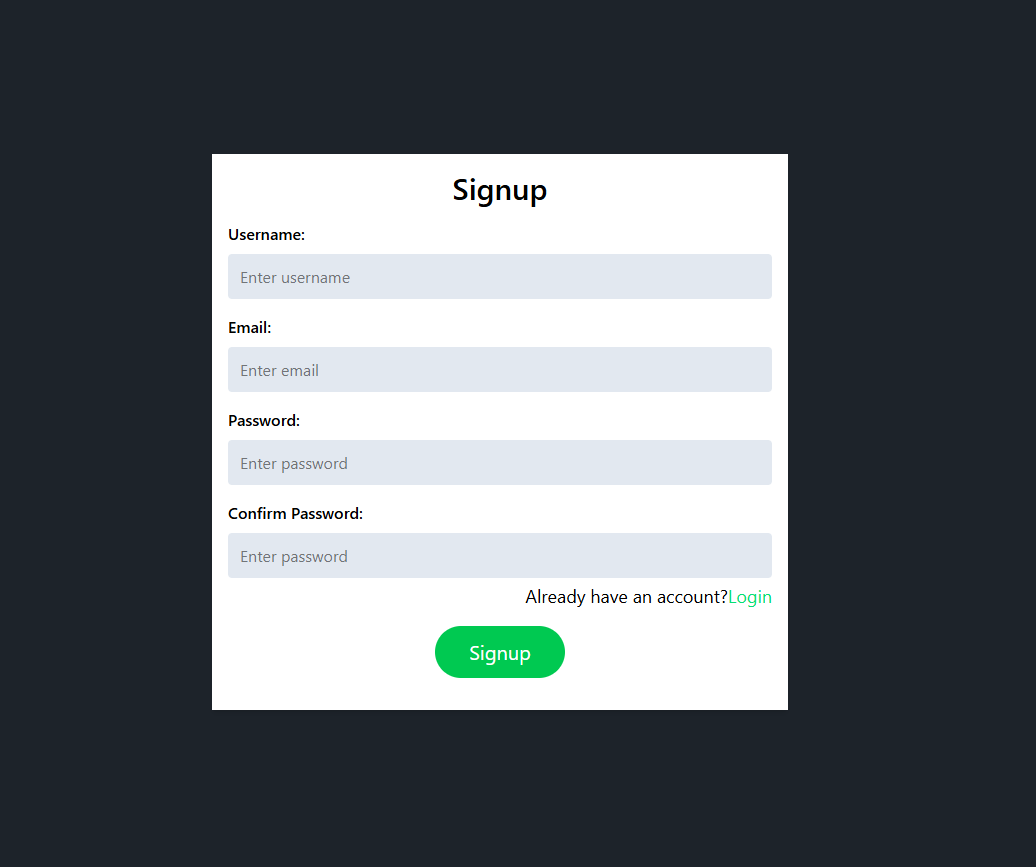 Signup
Username:
Enter username
Email:
Enter email
Password:
Enter password
Confirm Password:
Enter password
Already have an account?Login
Signup